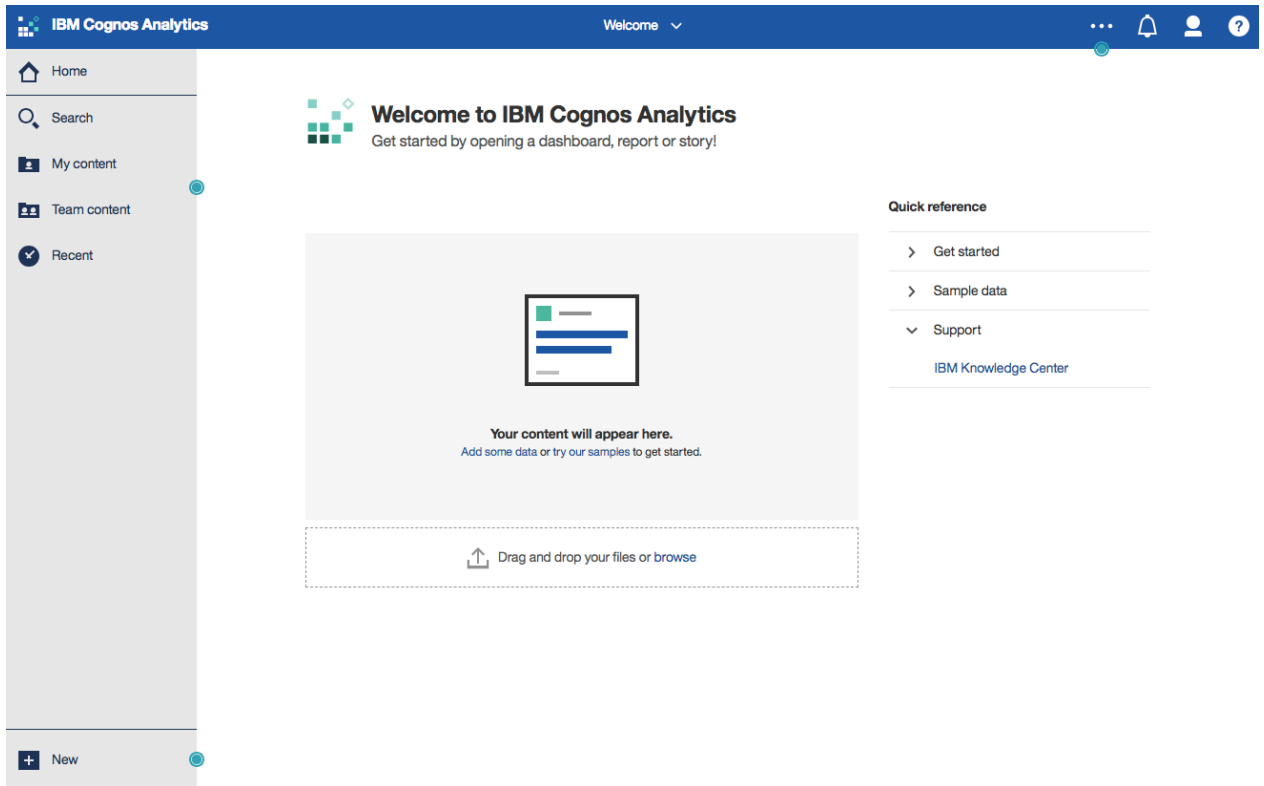 IBM Cognos Analytics
Welcome
?
Home
Search
My content
Team content
Recent
New
Welcome to IBM Cognos Analytics
Get started by opening a dashboard, report or story!
Your content will appear here.
Add some data or try our samples to get started.
Drag and drop your files or browse
Quick reference
Get started
Sample data
Support
IBM Knowledge Center